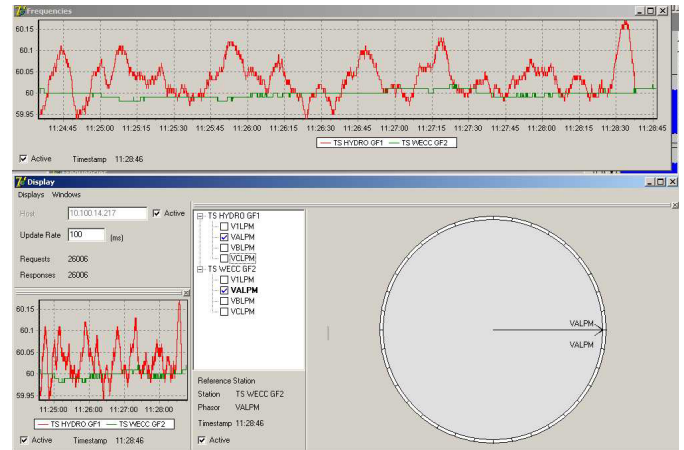 Frequencies
60.15
60.1
60.05
60
59.95
11:24:45 11:25:00 11:25:15 11:25:30 11:25:45 11:26:00 11:26:15 11:26:30 11:26:45 11:27:00 11:27:15 11:27:30 11:27:45 11:28:00 11:28:15 11:28:30 11:28:45
TS HYDRO GF1 TS WECC GF2
Active Timestamp 11:28:46
Display
Displays Windows
Host 10.100.14.217 Active
Update Rate 100 (ms)
Requests 26006
Responses 26006
TS HYDRO GF1
V1LPM
VALPM
VBLPM
VCLPM
TS WECC GF2
V1LPM
VALPM
VBLPM
VCLPM
60.15
60.1
60.05
60
59.95
11:25:00 11:26:00 11:27:00 11:28:00
TS HYDRO GF1 TS WECC GF2
Active Timestamp 11:28:46
Reference Station
Station TS WECC GF2
Phasor VALPM
Timestamp 11:28:46
Active
VALPM
VALPM